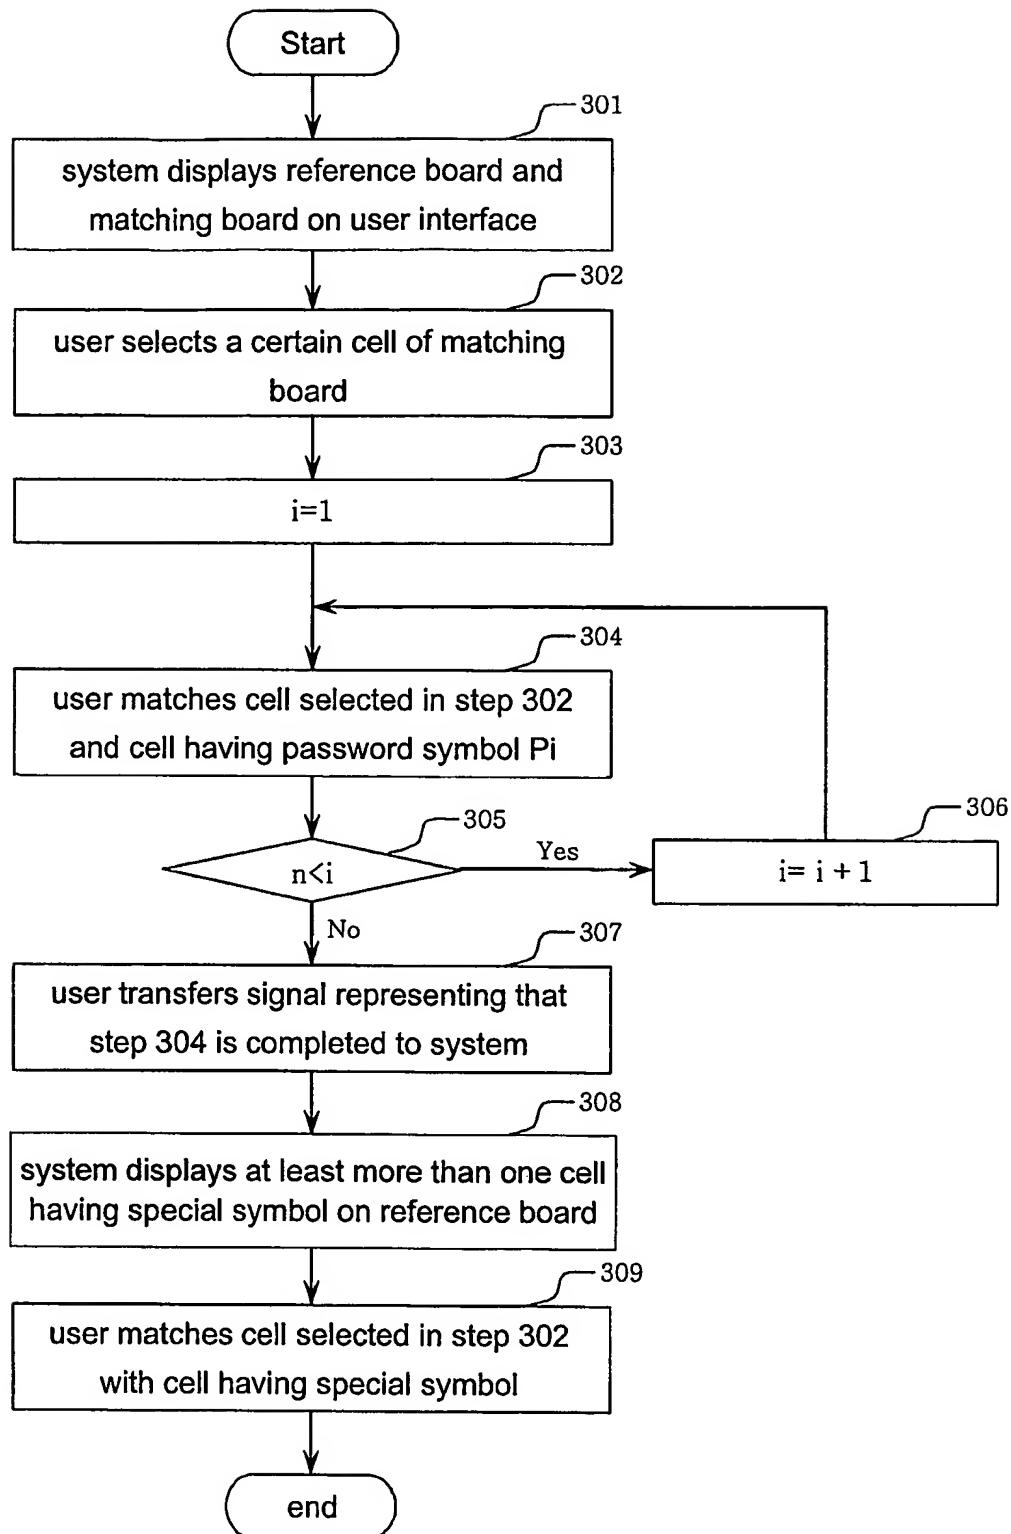 Start
301
system displays reference board and
matching board on user interface
302
user selects a certain cell of matching
board
303
i=1
304
user matches cell selected in step 302
and cell having password symbol Pi
305
306
n<i
Yes
i= i + 1
No
307
user transfers signal representing that
step 304 is completed to system
308
system displays at least more than one cell
having special symbol on reference board
309
user matches cell selected in step 302
with cell having special symbol
end